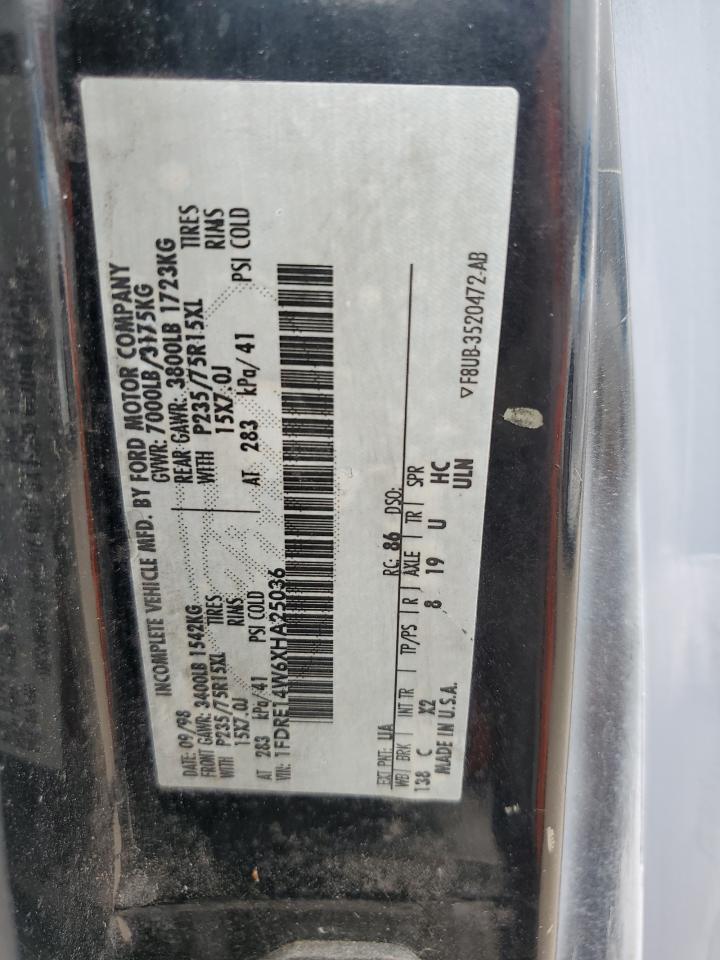 INCOMPLETE VEHICLE MFD. BY FORD MOTOR COMPANY
DATE: 09/98 GVWR: 7000LB/3175KG
FRONT GAWR: 3400LB 1542KG REAR GAWR: 3800LB 1723KG
WITH P235/75R15XL TIRES WITH P235/75R15XL TIRES
15X7.0J RIMS 15X7.0J RIMS
AT 283 kPa/41 PSI COLD AT 283 kPa/41 PSI COLD
VIN: 1FDRE14W6XHA25036
EXT PNT: UA RC: 86 DSO:
WB BRK INT TR TP/PS R AXLE TR SPR
138 C X2 8 19 U HC
MADE IN U.S.A. ULN
▽F8UB-3520472-AB